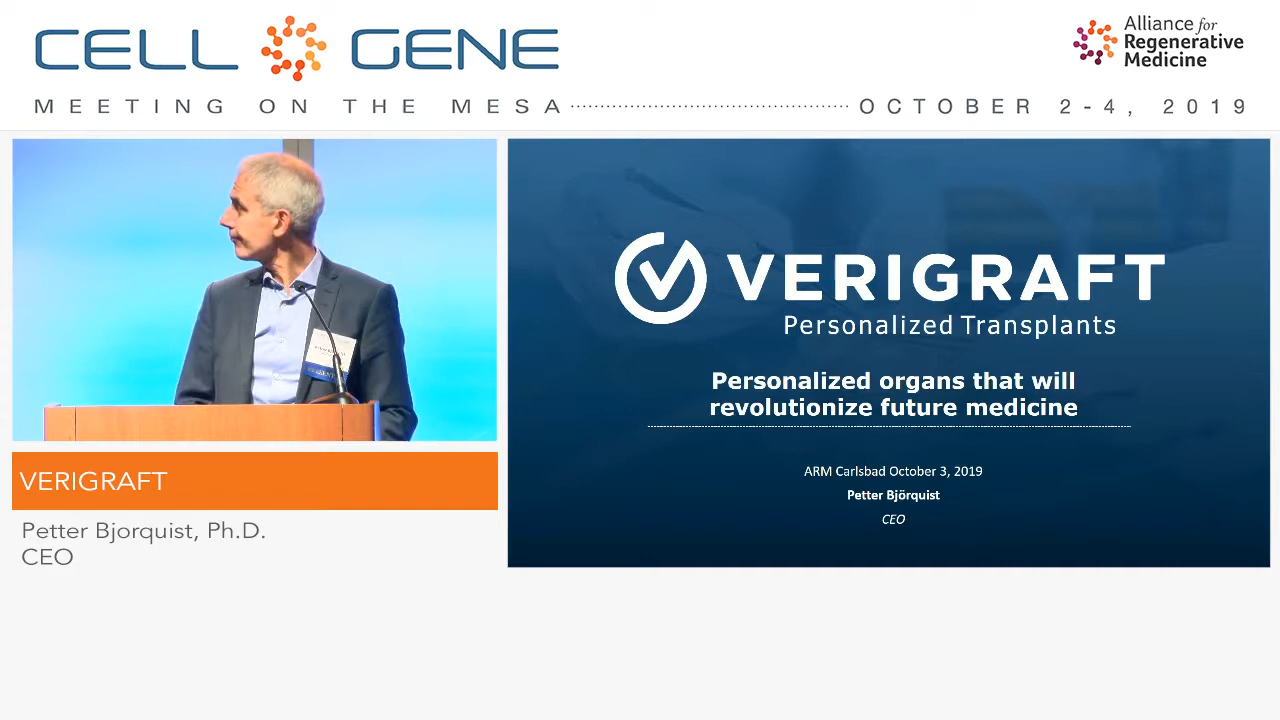 CELL GENE
Alliance for
Regenerative
Medicine
MEETING ON THE MESA
OCTOBER 2-4, 2019
VERIGRAFT
Personalized Transplants
Personalized organs that will
revolutionize future medicine
ARM Carlsbad October 3, 2019
Petter Björquist
CEO
VERIGRAFT
Petter Bjorquist, Ph.D.
CEO